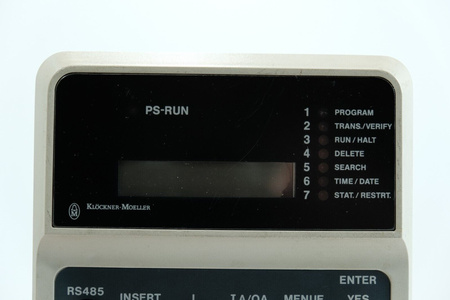 PS-RUN
1 PROGRAM
2 TRANS./VERIFY
3 RUN / HALT
4 DELETE
5 SEARCH
6 TIME / DATE
7 STAT. / RESTRT.
KLÖCKNER-MOELLER
ENTER
RS485 INSERT I A/QA MENUE YES